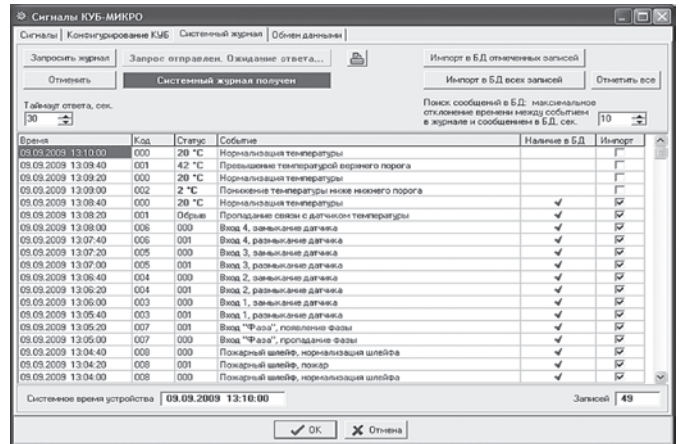 Сигналы КУБ-МИКРО
Сигналы Конфигурирование КУБ Системный журнал Обмен данными
Запросить журнал Запрос отправлен. Ожидание ответа... Импорт в БД отмеченных записей
Отменить Системный журнал получен Импорт в БД всех записей Отметить все
Таймаут ответа, сек.
30
Поиск сообщений в БД: максимальное
отклонение времени между событием
в журнале и сообщением в БД, сек.
10
Время Код Статус Событие Наличие в БД Импорт
09.09.2009 13:10:00 000 20 °C Нормализация температуры
09.09.2009 13:09:40 001 42 °C Превышение температурой верхнего порога
09.09.2009 13:09:20 000 20 °C Нормализация температуры
09.09.2009 13:09:00 002 2 °C Понижение температуры ниже нижнего порога
09.09.2009 13:08:40 000 20 °C Нормализация температуры
09.09.2009 13:08:20 001 Обрыв Пропадание связи с датчиком температуры
09.09.2009 13:08:00 006 000 Вход 4, замыкание датчика
09.09.2009 13:07:40 006 001 Вход 4, размыкание датчика
09.09.2009 13:07:20 005 000 Вход 3, замыкание датчика
09.09.2009 13:07:00 005 001 Вход 3, размыкание датчика
09.09.2009 13:06:40 004 000 Вход 2, замыкание датчика
09.09.2009 13:06:20 004 001 Вход 2, размыкание датчика
09.09.2009 13:06:00 003 000 Вход 1, замыкание датчика
09.09.2009 13:05:40 003 001 Вход 1, размыкание датчика
09.09.2009 13:05:20 007 001 Вход "Фаза", появление фазы
09.09.2009 13:05:00 007 000 Вход "Фаза", пропадание фазы
09.09.2009 13:04:40 008 000 Пожарный шлейф, нормализация шлейфа
09.09.2009 13:04:20 008 001 Пожарный шлейф, пожар
09.09.2009 13:04:00 008 000 Пожарный шлейф, нормализация шлейфа
Системное время устройства 09.09.2009 13:10:00 Записей 49
OK Отмена